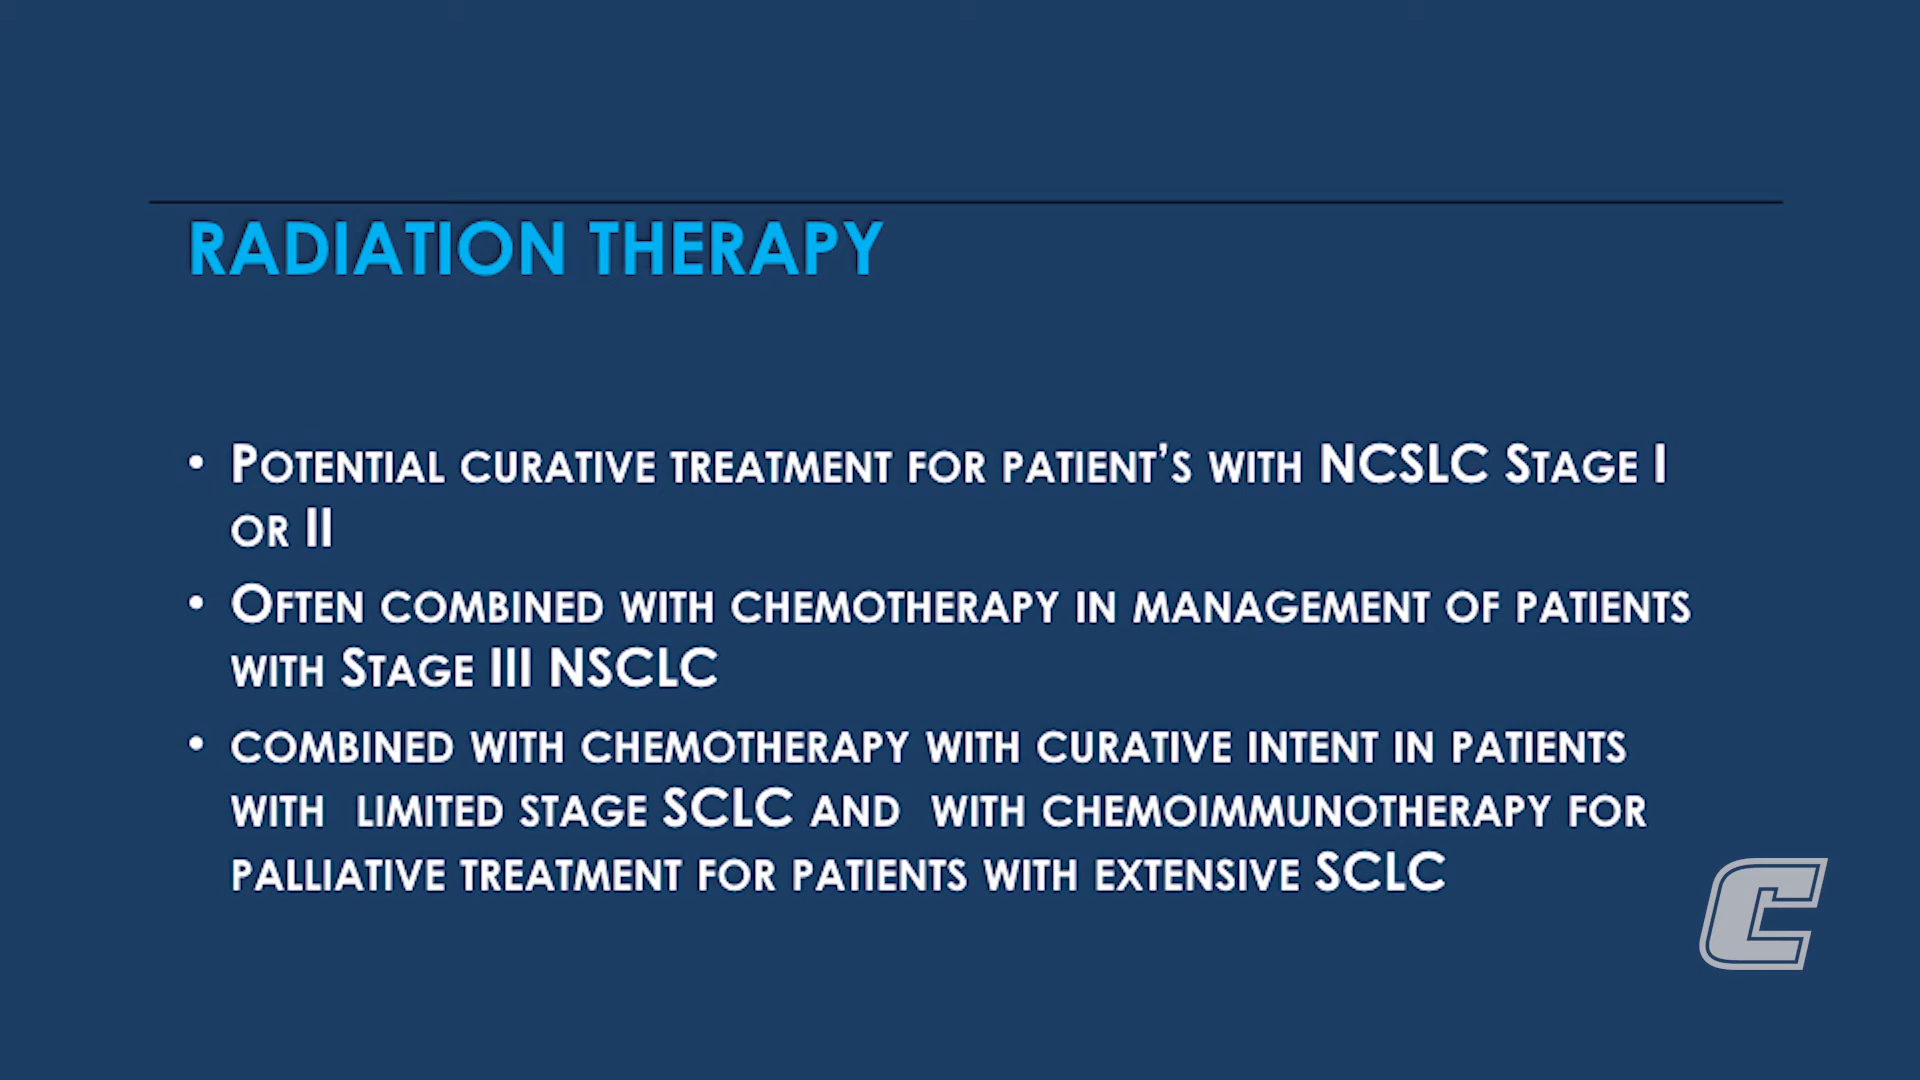 RADIATION THERAPY
• Potential curative treatment for patient’s with NCSLC Stage I
or II
• Often combined with chemotherapy in management of patients
with Stage III NSCLC
• combined with chemotherapy with curative intent in patients
with limited stage SCLC and with chemoimmunotherapy for
palliative treatment for patients with extensive SCLC
C